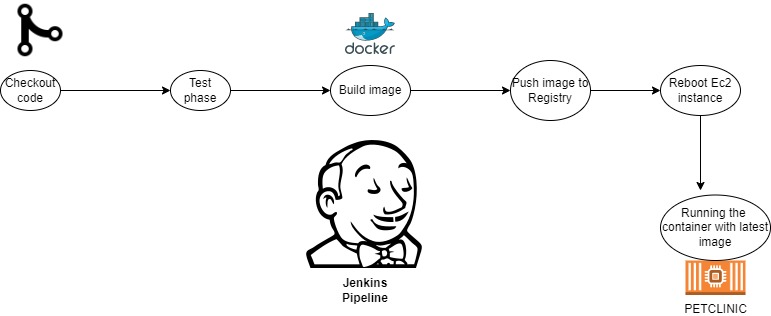 docker
Checkout
code
Test
phase
Build image
Push image to
Registry
Reboot Ec2
instance
Running the
container with latest
image
Jenkins
Pipeline
PETCLINIC